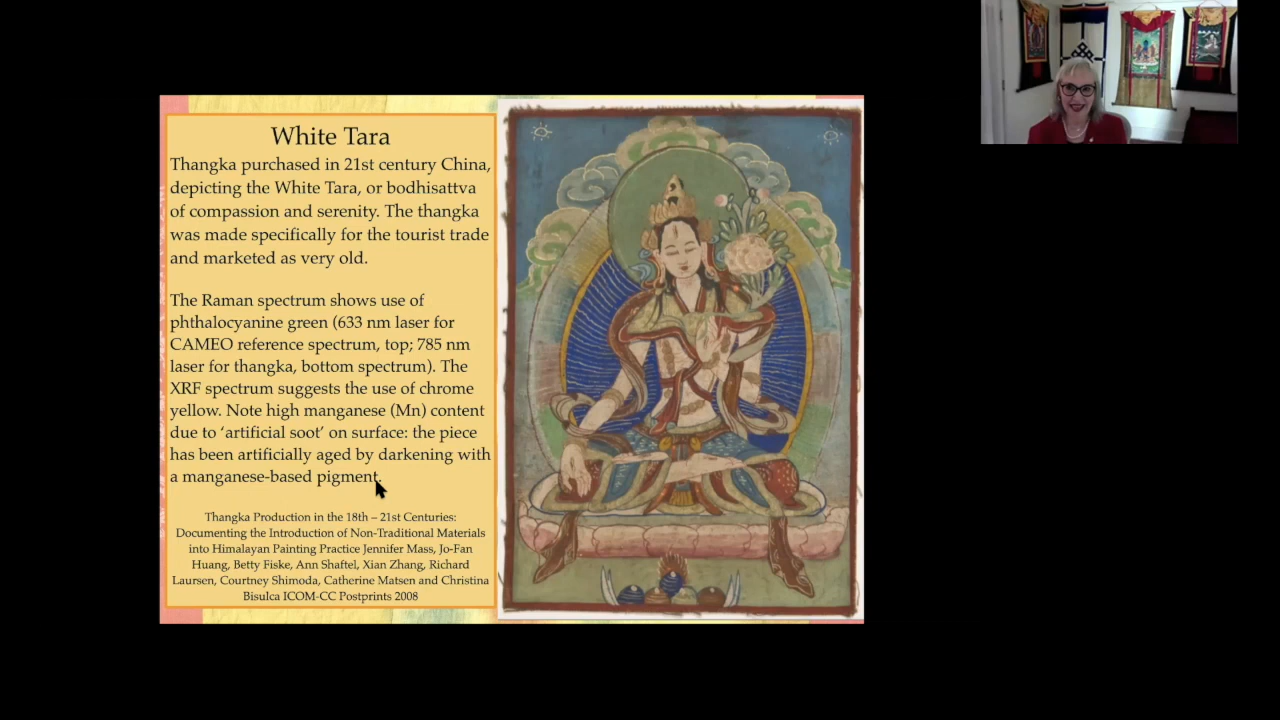 White Tara
Thangka purchased in 21st century China,
depicting the White Tara, or bodhisattva
of compassion and serenity. The thangka
was made specifically for the tourist trade
and marketed as very old.
The Raman spectrum shows use of
phthalocyanine green (633 nm laser for
CAMEO reference spectrum, top; 785 nm
laser for thangka, bottom spectrum). The
XRF spectrum suggests the use of chrome
yellow. Note high manganese (Mn) content
due to ‘artificial soot’ on surface: the piece
has been artificially aged by darkening with
a manganese-based pigment.
Thangka Production in the 18th – 21st Centuries:
Documenting the Introduction of Non-Traditional Materials
into Himalayan Painting Practice Jennifer Mass, Jo-Fan
Huang, Betty Fiske, Ann Shaftel, Xian Zhang, Richard
Laursen, Courtney Shimoda, Catherine Matsen and Christina
Bisulca ICOM-CC Postprints 2008